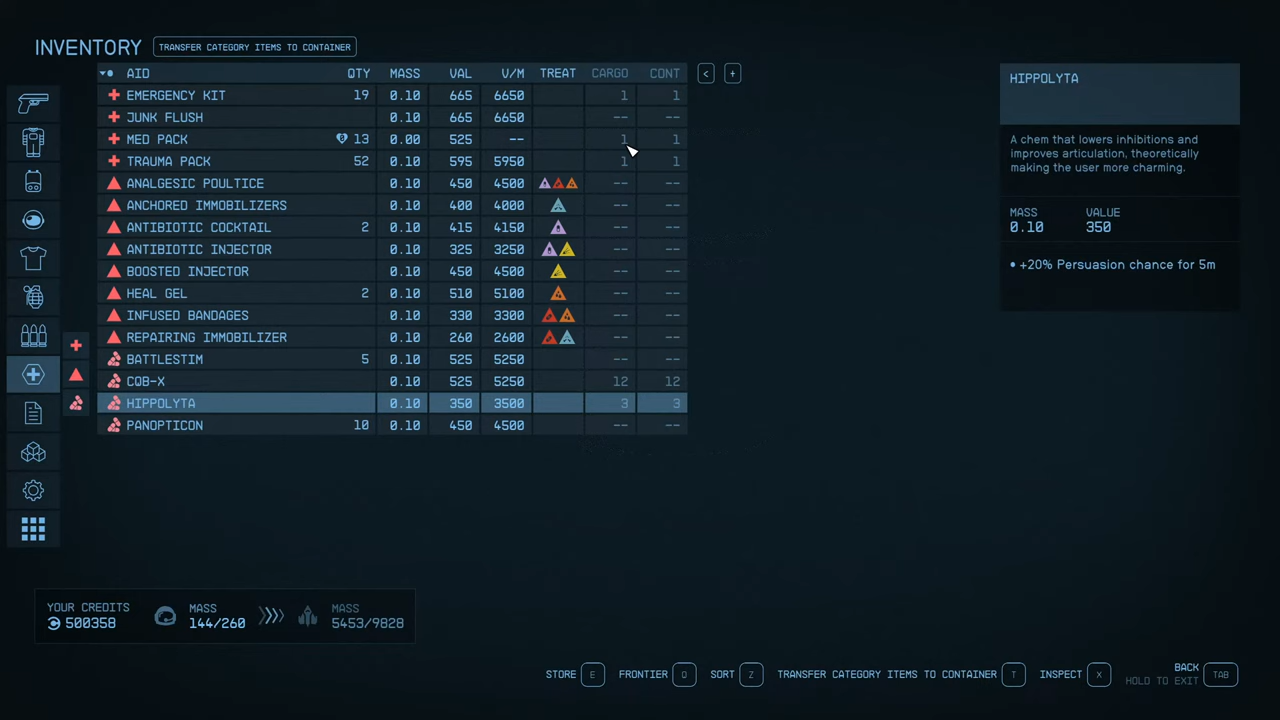 INVENTORY TRANSFER CATEGORY ITEMS TO CONTAINER
AID QTY MASS VAL V/M TREAT CARGO CONT < +
EMERGENCY KIT 19 0.10 665 6650 1 1
JUNK FLUSH 0.10 665 6650 -- --
MED PACK 13 0.00 525 -- 1 1
TRAUMA PACK 52 0.10 595 5950 1 1
ANALGESIC POULTICE 0.10 450 4500 -- --
ANCHORED IMMOBILIZERS 0.10 400 4000 -- --
ANTIBIOTIC COCKTAIL 2 0.10 415 4150 -- --
ANTIBIOTIC INJECTOR 0.10 325 3250 -- --
BOOSTED INJECTOR 0.10 450 4500 -- --
HEAL GEL 2 0.10 510 5100 -- --
INFUSED BANDAGES 0.10 330 3300 -- --
REPAIRING IMMOBILIZER 0.10 260 2600 -- --
BATTLESTIM 5 0.10 525 5250 -- --
CQB-X 0.10 525 5250 12 12
HIPPOLYTA 0.10 350 3500 3 3
PANOPTICON 10 0.10 450 4500 -- --
HIPPOLYTA
A chem that lowers inhibitions and
improves articulation, theoretically
making the user more charming.
MASS VALUE
0.10 350
• +20% Persuasion chance for 5m
YOUR CREDITS MASS MASS
500358 144/260 5453/9828
STORE E FRONTIER Q SORT Z TRANSFER CATEGORY ITEMS TO CONTAINER T INSPECT X BACK TAB
HOLD TO EXIT